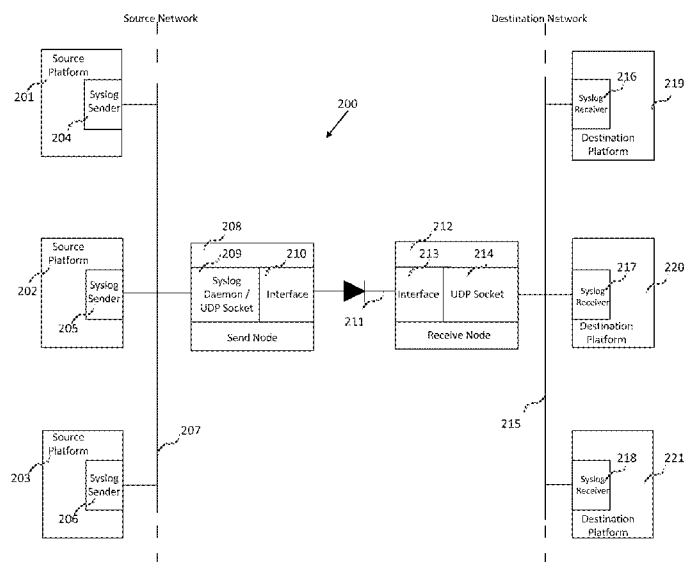 Source Network
Destination Network
Source
Platform
201
Syslog
Sender
204
200
216
Syslog
Receiver
219
Destination
Platform
208
209
210
Syslog
Daemon /
UDP Socket
Interface
Send Node
211
212
213
214
Interface
UDP Socket
Receive Node
Source
Platform
202
Syslog
Sender
205
217
Syslog
Receiver
220
Destination
Platform
207
215
Source
Platform
203
Syslog
Sender
206
218
Syslog
Receiver
221
Destination
Platform